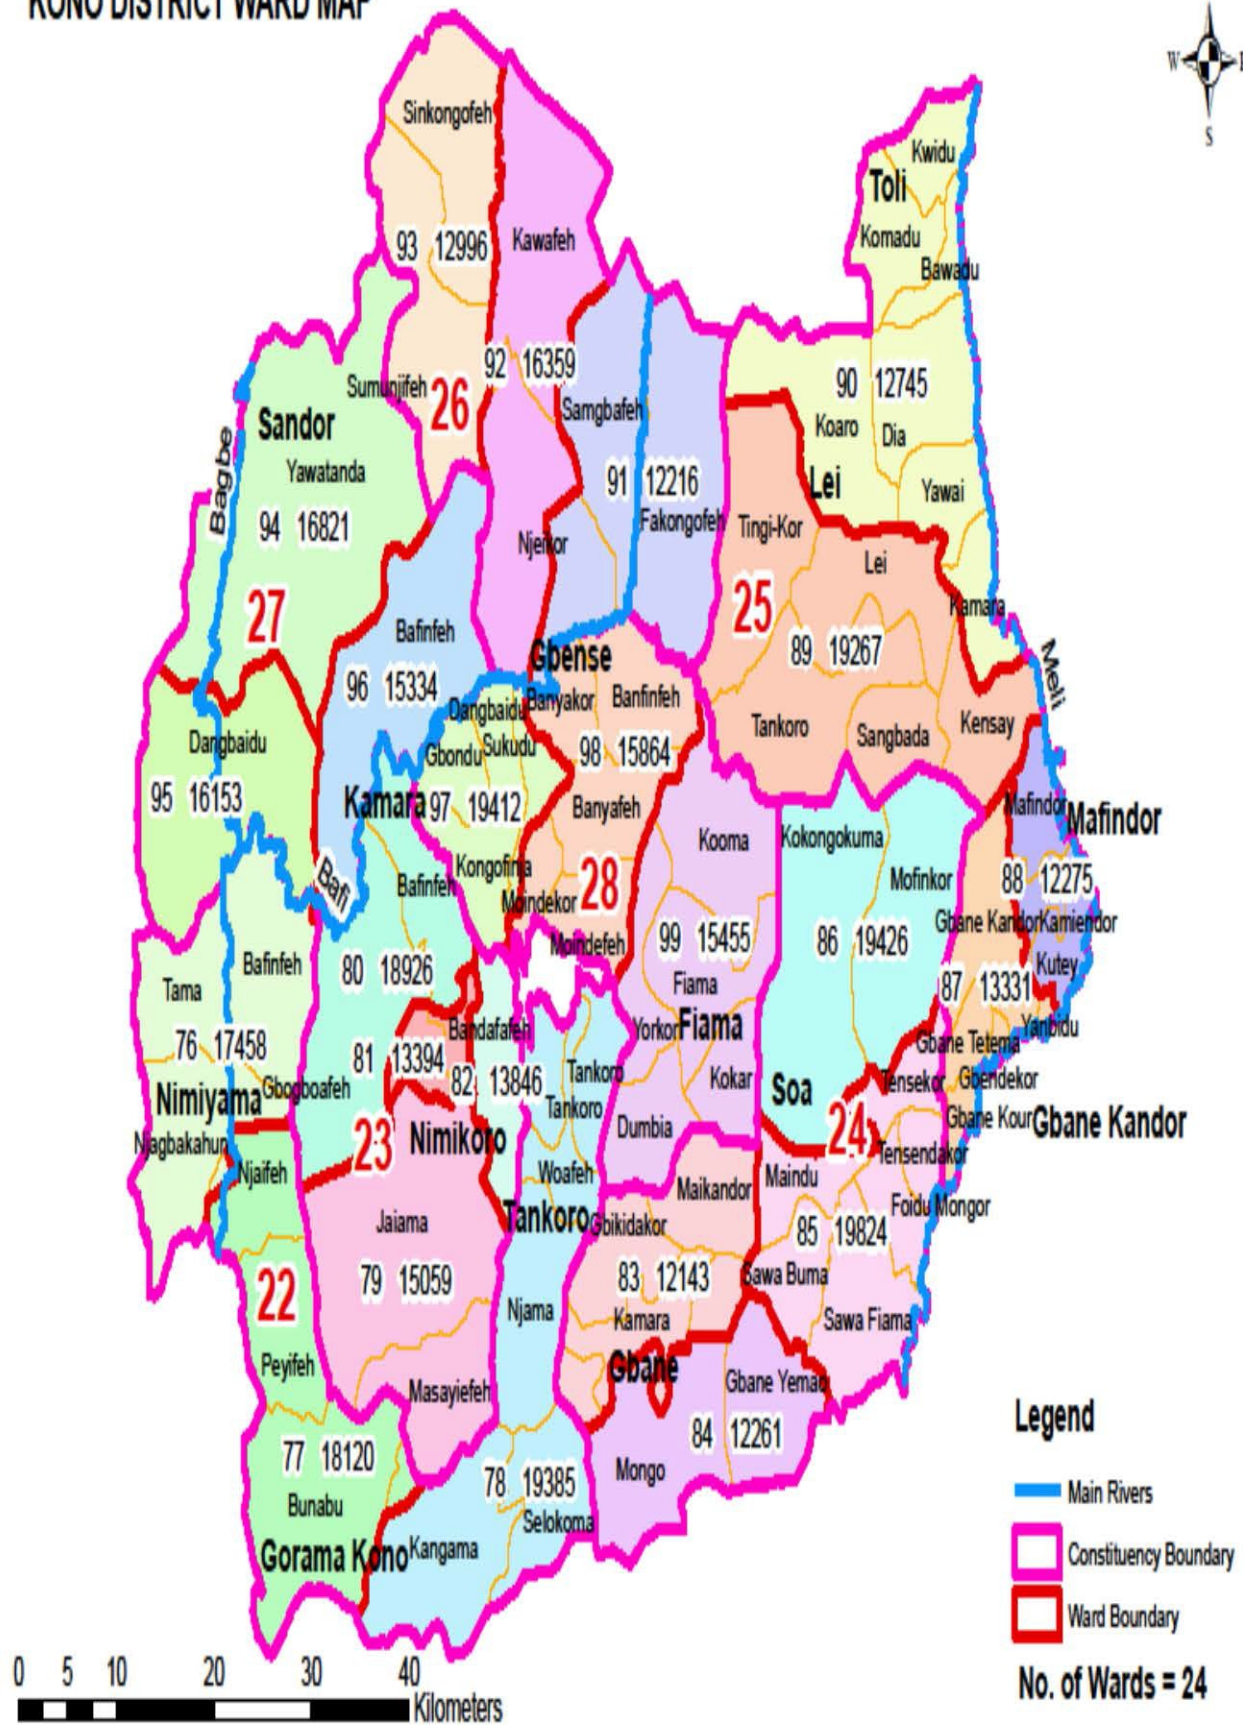 KONO DISTRICT WARD MAP
W
S
Sinkongofeh
Kwidu
Toli
Komadu
Bawadu
93 12996
Kawafeh
92 16359
90 12745
Sumunjifeh
26
Samgbafeh
Koaro
Dia
Sandor
Yawatanda
Bagbe
91 12216
Lei
Yawai
94 16821
Fakongofeh
Tingi-Kor
Njeikor
Lei
27
25
Kamara
Bafinfeh
89 19267
Meli
Gbense
96 15334
Banyakor
Banfinfeh
Dangbaidu
Tankoro
Sangbada
Kensay
Dangbaidu
Gbondu
Sukudu
98 15864
95 16153
Kamara
97 19412
Banyafeh
Mafindor
Mafindor
Kooma
Kokongokuma
Bafi
Bafinfeh
Kongofinja
Moindekor
28
Mofinkor
88 12275
Gbane Kandor
Kamiendor
Moindefeh
99 15455
86 19426
Kutey
Bafinfeh
80 18926
Tama
Fiama
87 13331
Yorkor
Fiama
Yanbidu
76 17458
81 13394
Bandafafeh
82 13846
Tankoro
Gbane Tetema
Nimiyama
Gbogboafeh
Tankoro
Kokar
Soa
Tensekor
Gbendekor
Gbane Kour
Gbane Kandor
Njagbakahun
23
Nimikoro
Dumbia
24
Tensendakor
Njaifeh
Woafeh
Maikandor
Maindu
Foidu Mongor
Jaiama
Tankoro
Gbikidakor
85 19824
22
79 15059
83 12143
Sawa Buma
Njama
Kamara
Sawa Fiama
Peyifeh
Masayiefeh
Gbane
Gbane Yemao
77 18120
84 12261
Mongo
78 19385
Bunabu
Selokoma
Gorama Kono
Kangama
Legend
Main Rivers
Constituency Boundary
Ward Boundary
No. of Wards = 24
0 5 10 20 30 40
Kilometers